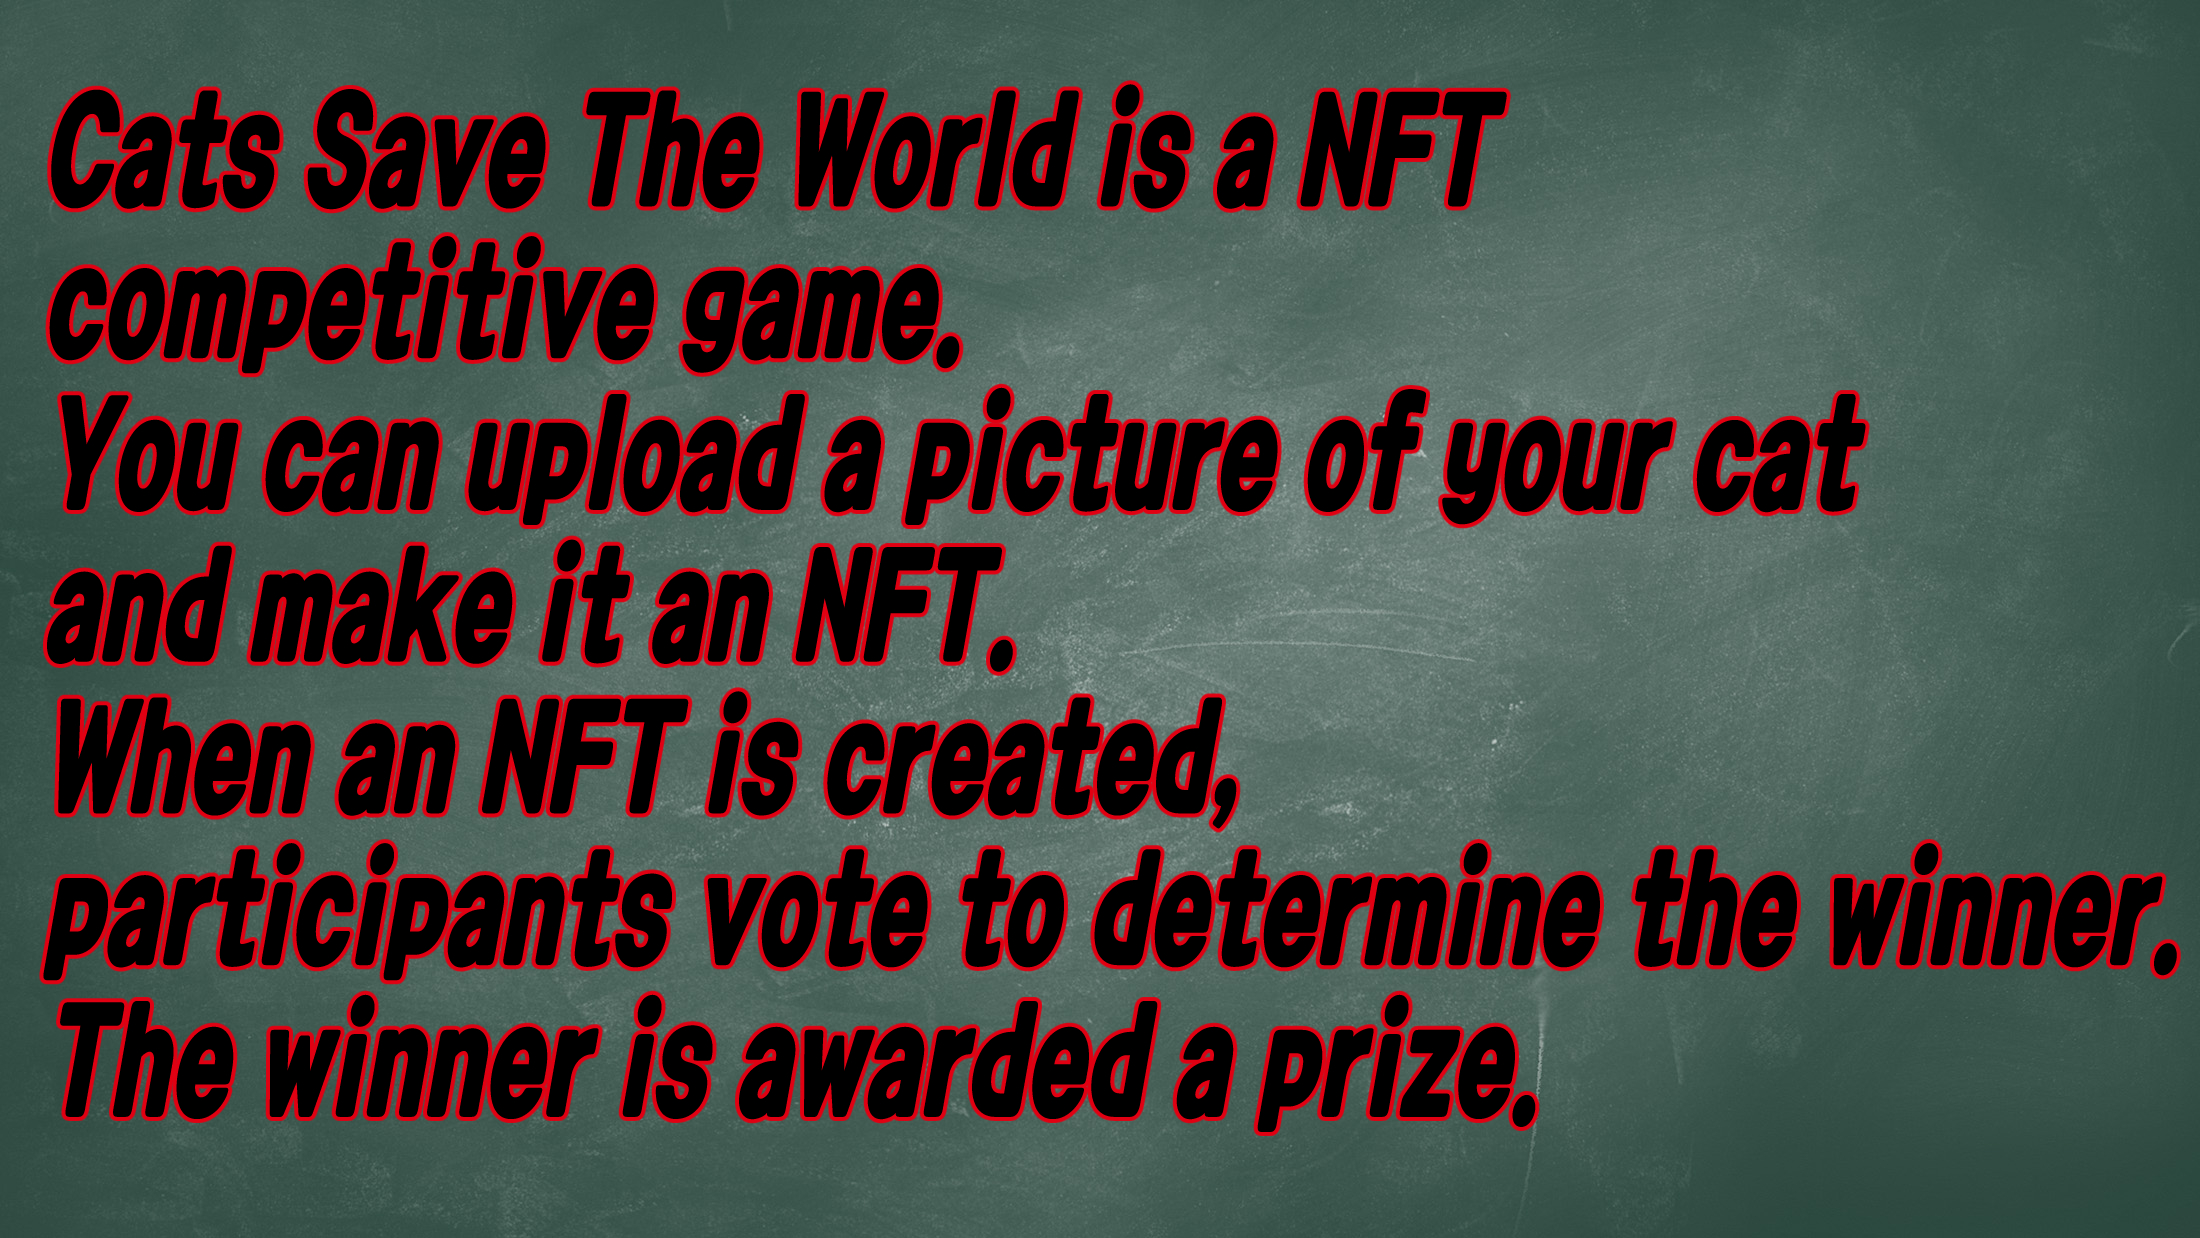 Cats Save The World is a NFT
competitive game.
You can upload a picture of your cat
and make it an NFT.
When an NFT is created,
participants vote to determine the winner.
The winner is awarded a prize.